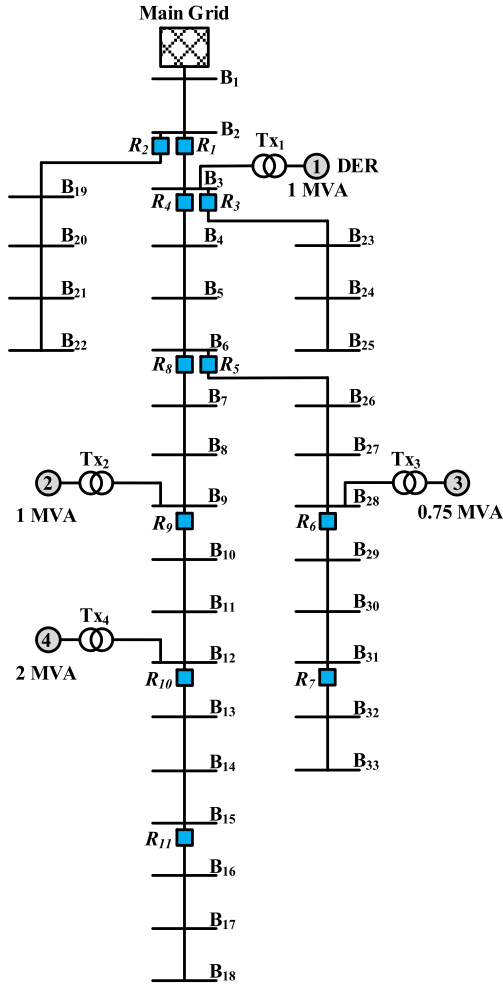 Main Grid
B₁
B₂
R₂ R₁
Tx₁
1 DER
1 MVA
B₃
B₁₉
R₄ R₃
B₂₀ B₄ B₂₃
B₂₁ B₅ B₂₄
B₂₂ B₆ B₂₅
R₈ R₅
B₇ B₂₆
B₈ B₂₇
Tx₂ Tx₃
2 B₉ B₂₈ 3
1 MVA 0.75 MVA
R₉ R₆
B₁₀ B₂₉
B₁₁ B₃₀
Tx₄
4 B₁₂ B₃₁
2 MVA
R₁₀ R₇
B₁₃ B₃₂
B₁₄ B₃₃
B₁₅
R₁₁
B₁₆
B₁₇
B₁₈